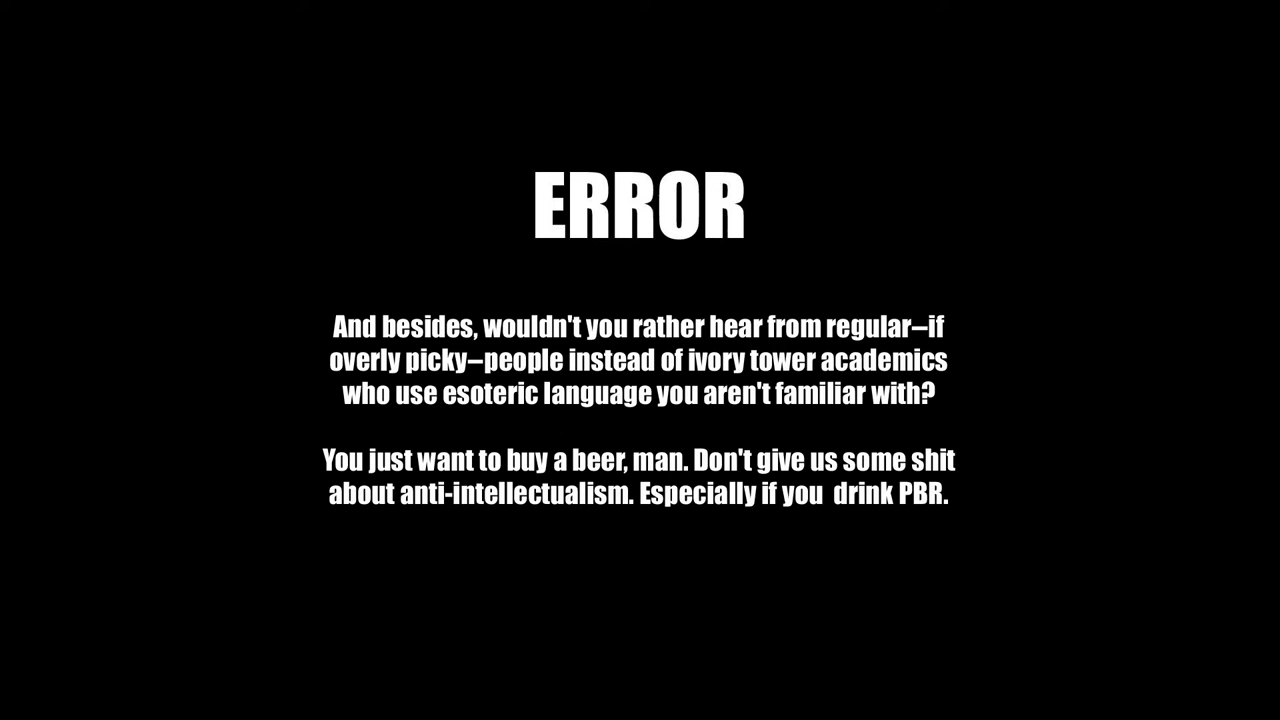 ERROR
And besides, wouldn't you rather hear from regular–if
overly picky–people instead of ivory tower academics
who use esoteric language you aren't familiar with?
You just want to buy a beer, man. Don't give us some shit
about anti-intellectualism. Especially if you  drink PBR.